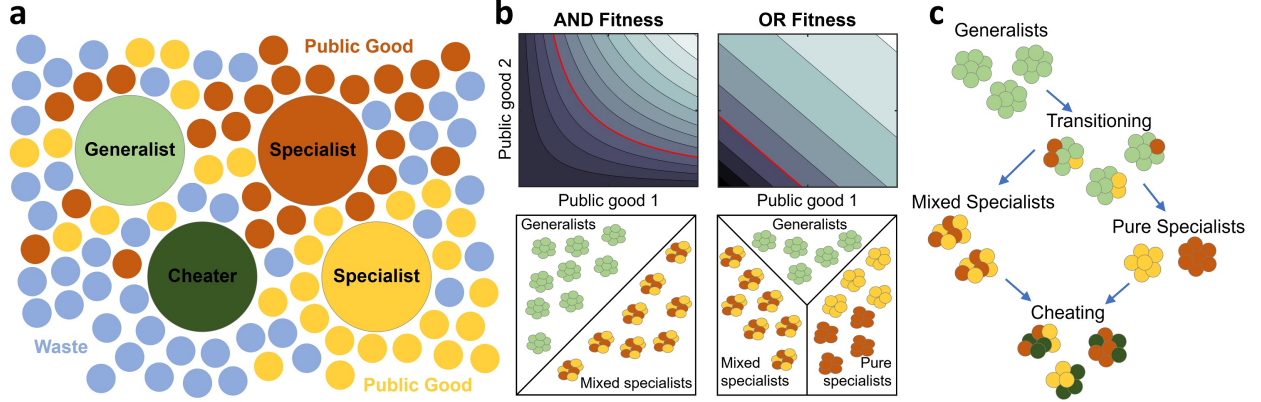 a
Public Good
Generalist
Specialist
Cheater
Specialist
Waste
Public Good
b
AND Fitness
OR Fitness
Public good 2
Public good 1
Public good 1
Generalists
Mixed specialists
Generalists
Mixed
specialists
Pure
specialists
c
Generalists
Transitioning
Mixed Specialists
Pure Specialists
Cheating